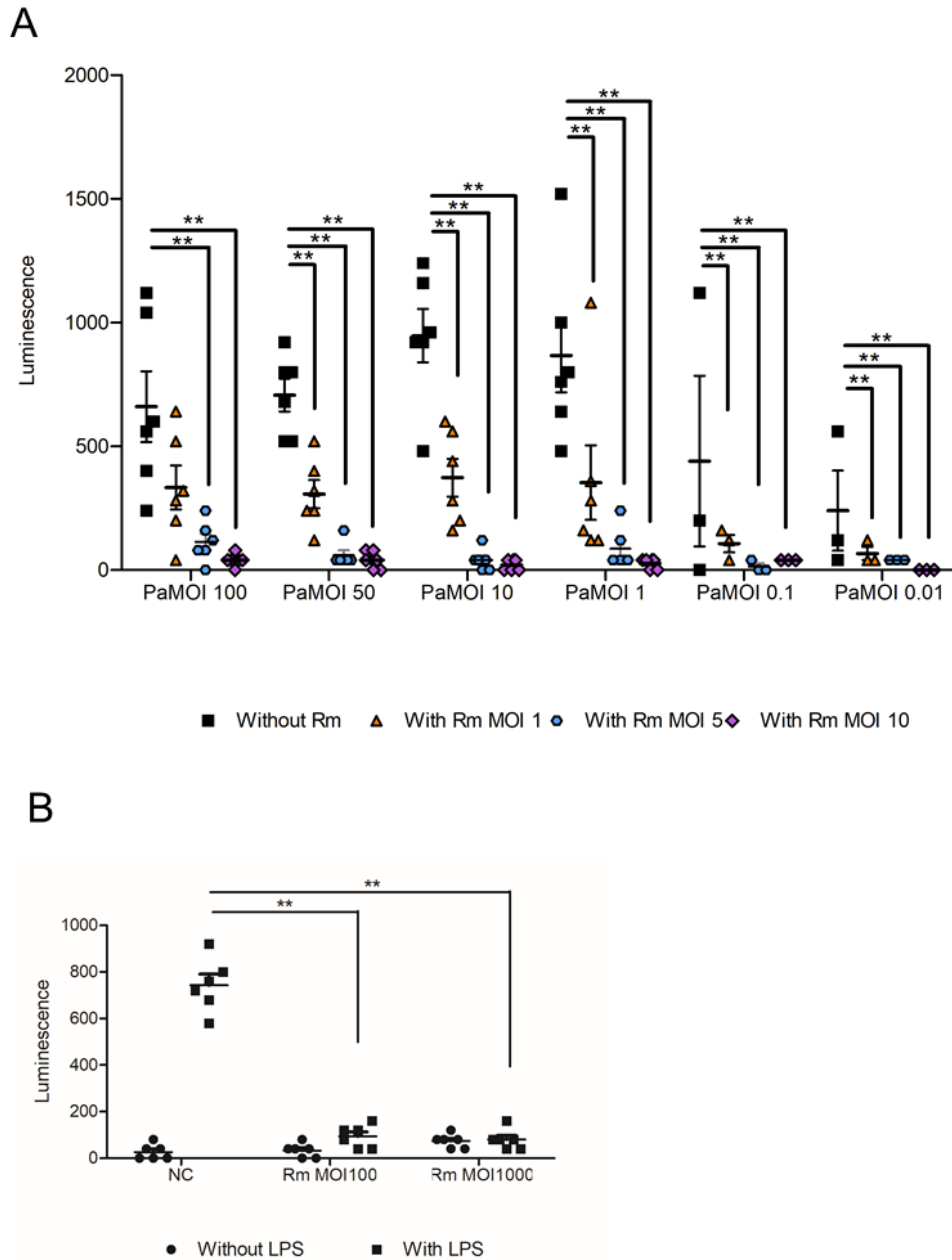 A
2000
** 
** **
** 
1500 **
** ** ** **
** ** ** ** **
Luminescence
1000
**
**
**
500
0
PaMOI 100 PaMOI 50 PaMOI 10 PaMOI 1 PaMOI 0.1 PaMOI 0.01
Without Rm With Rm MOI 1 With Rm MOI 5 With Rm MOI 10
B
**
**
1000
800
600
Luminescence
400
200
0
NC Rm MOI100 Rm MOI1000
Without LPS With LPS